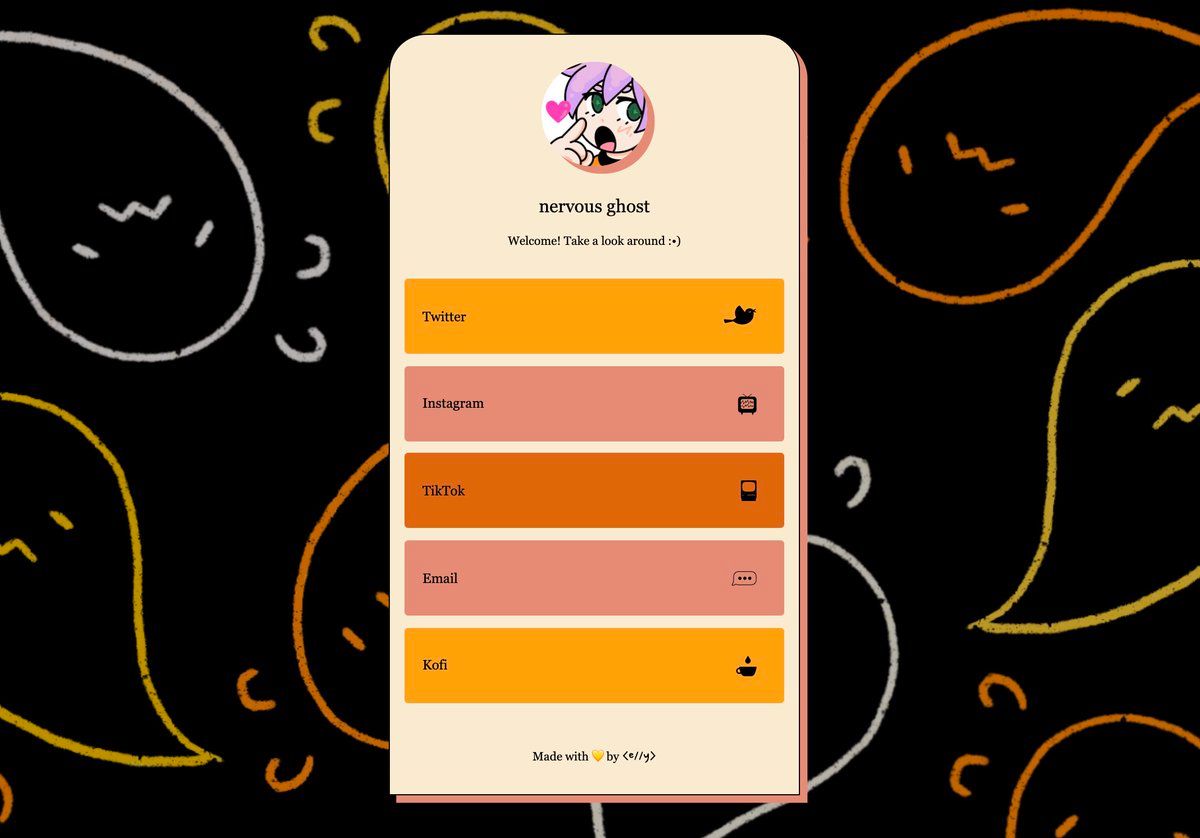 nervous ghost
Welcome! Take a look around :•)
Twitter
Instagram
TikTok
Email
Kofi
Made with 💛 by <e//y>